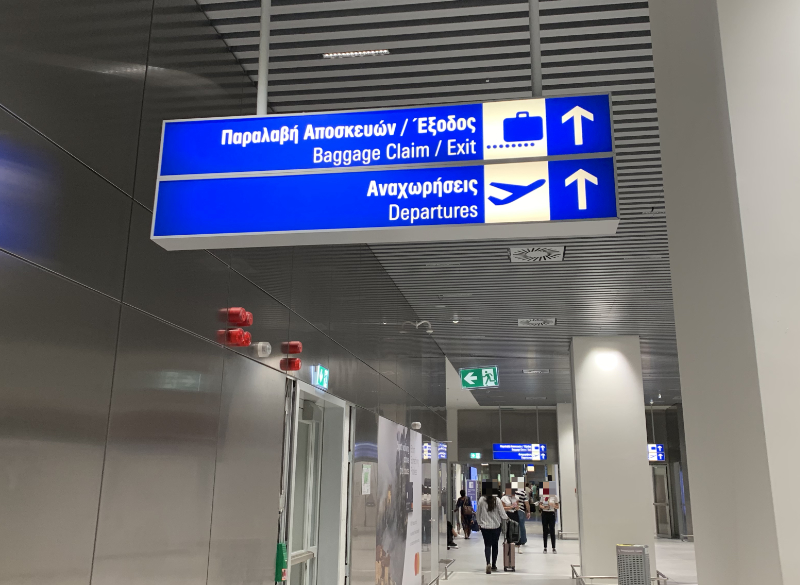 Παραλαβή Αποσκευών / Έξοδος
Baggage Claim / Exit
Αναχωρήσεις
Departures